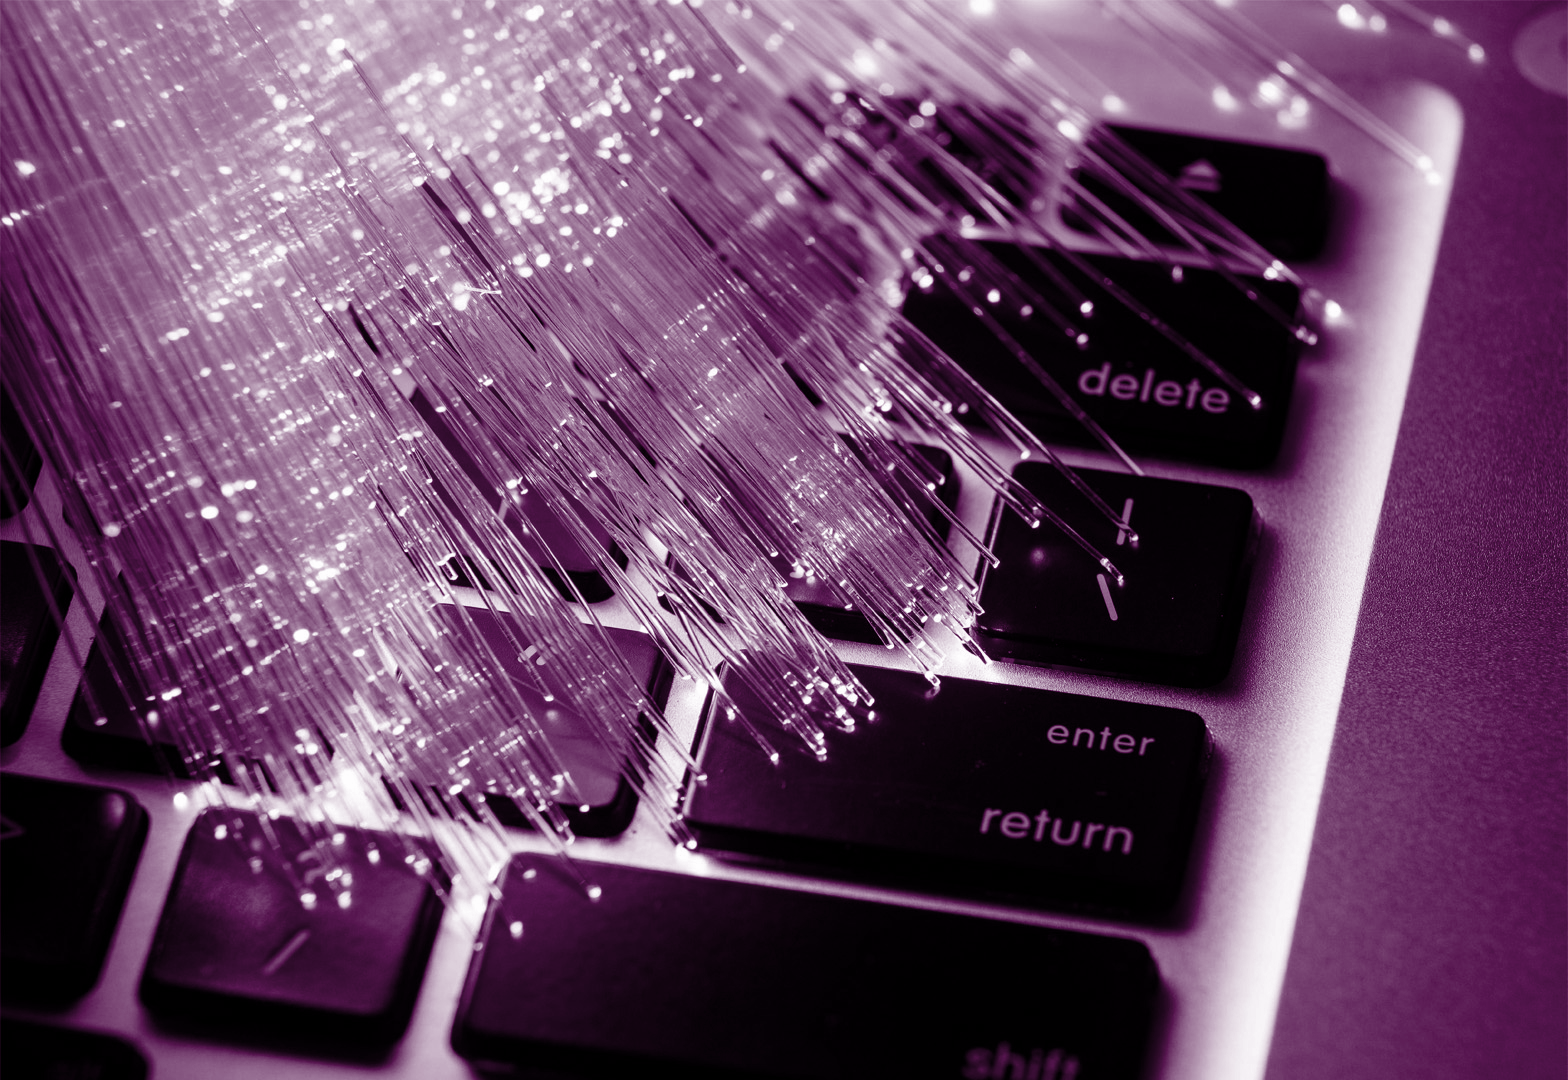 delete
|
\
enter
return
/
shift